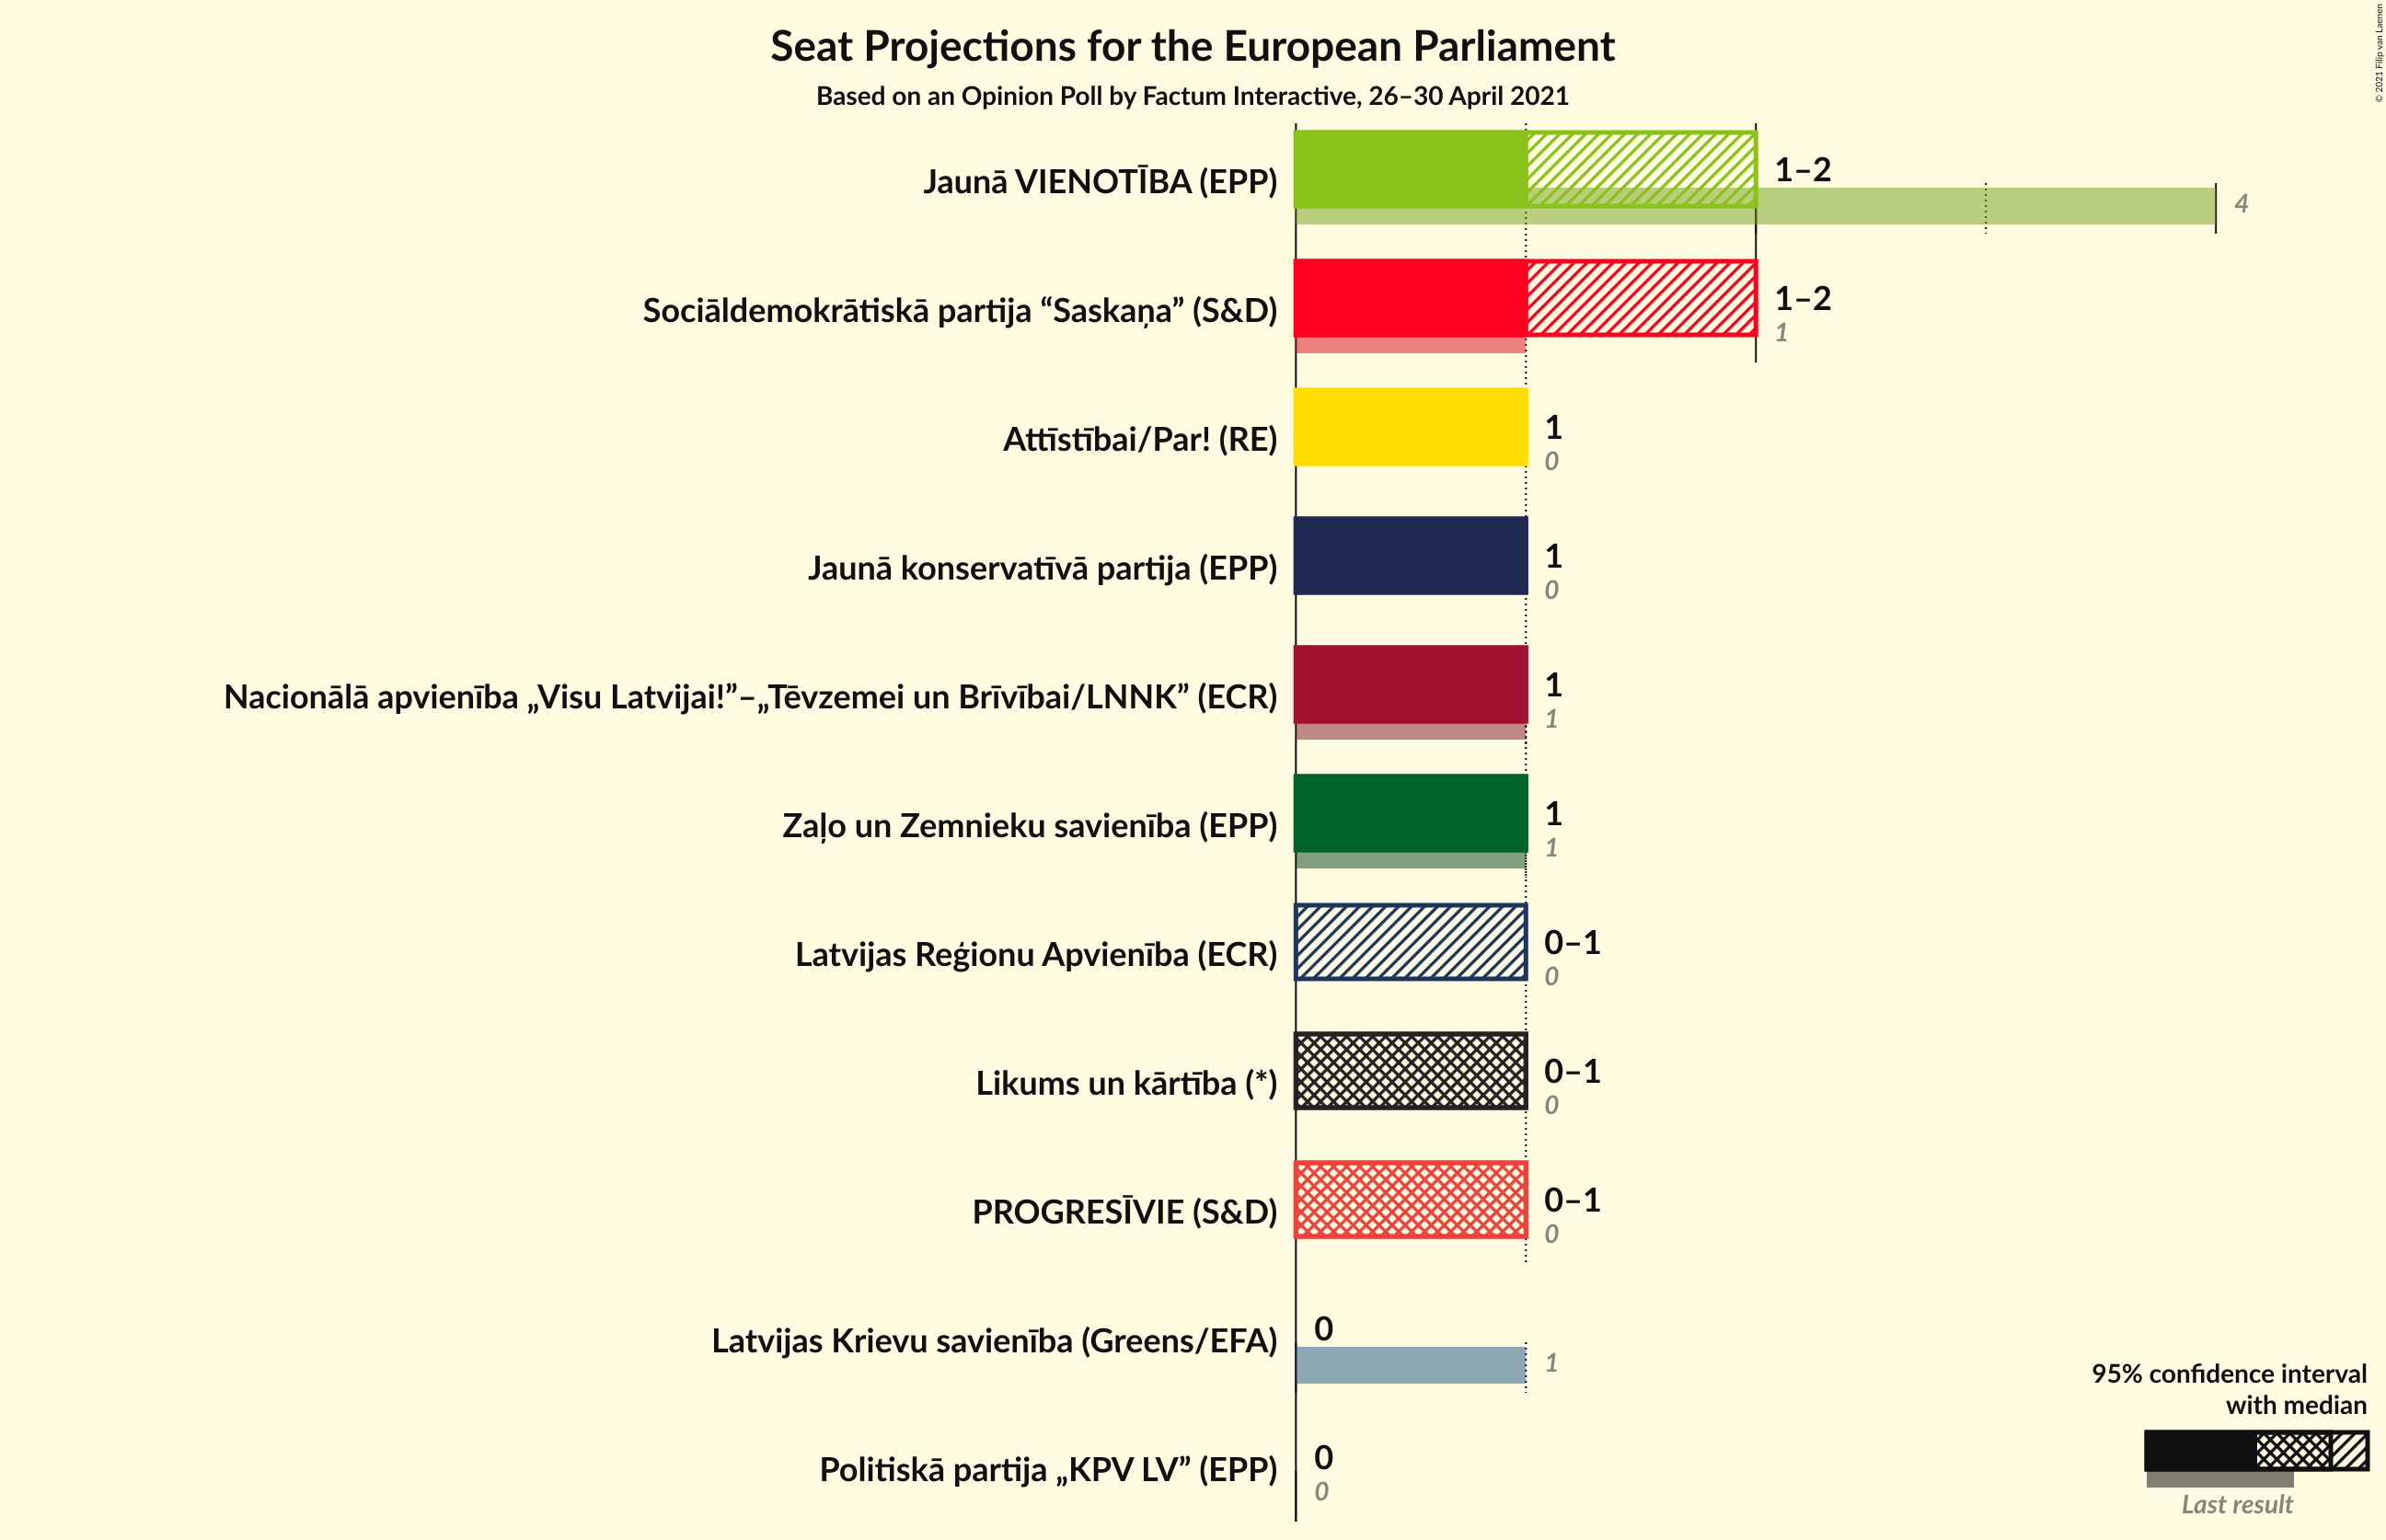 Seat Projections for the European Parliament
Based on an Opinion Poll by Factum Interactive, 26–30 April 2021
© 2021 Filip van Laenen
Jaunā VIENOTĪBA (EPP)
1–2
4
Sociāldemokrātiskā partija “Saskaņa” (S&D)
1–2
1
Attīstībai/Par! (RE)
1
0
Jaunā konservatīvā partija (EPP)
1
0
Nacionālā apvienība „Visu Latvijai!”–„Tēvzemei un Brīvībai/LNNK” (ECR)
1
1
Zaļo un Zemnieku savienība (EPP)
1
1
Latvijas Reģionu Apvienība (ECR)
0–1
0
Likums un kārtība (*)
0–1
0
PROGRESĪVIE (S&D)
0–1
0
Latvijas Krievu savienība (Greens/EFA)
0
1
Politiskā partija „KPV LV” (EPP)
0
0
95% confidence interval
with median
Last result